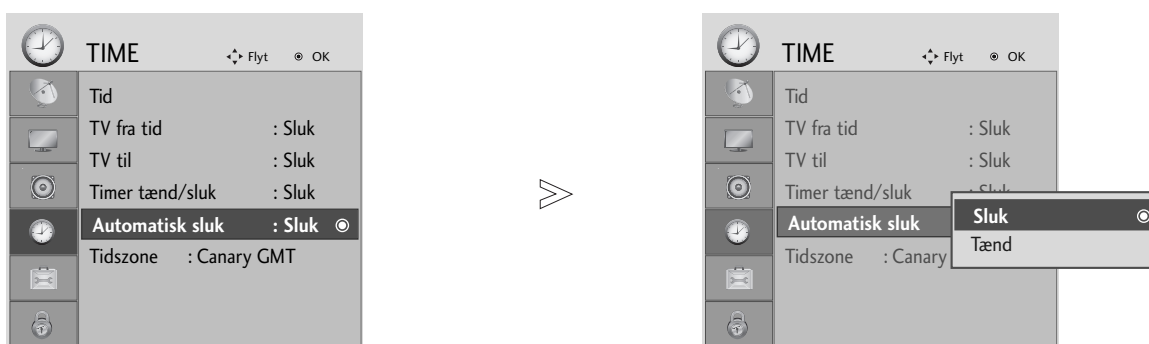 TIME Flyt OK
Tid
TV fra tid : Sluk
TV til : Sluk
Timer tænd/sluk : Sluk
Automatisk sluk : Sluk
Tidszone : Canary GMT
TIME Flyt OK
Tid
TV fra tid : Sluk
TV til : Sluk
Timer tænd/sluk : Sluk
Automatisk sluk
Tidszone : Canary
Sluk
Tænd